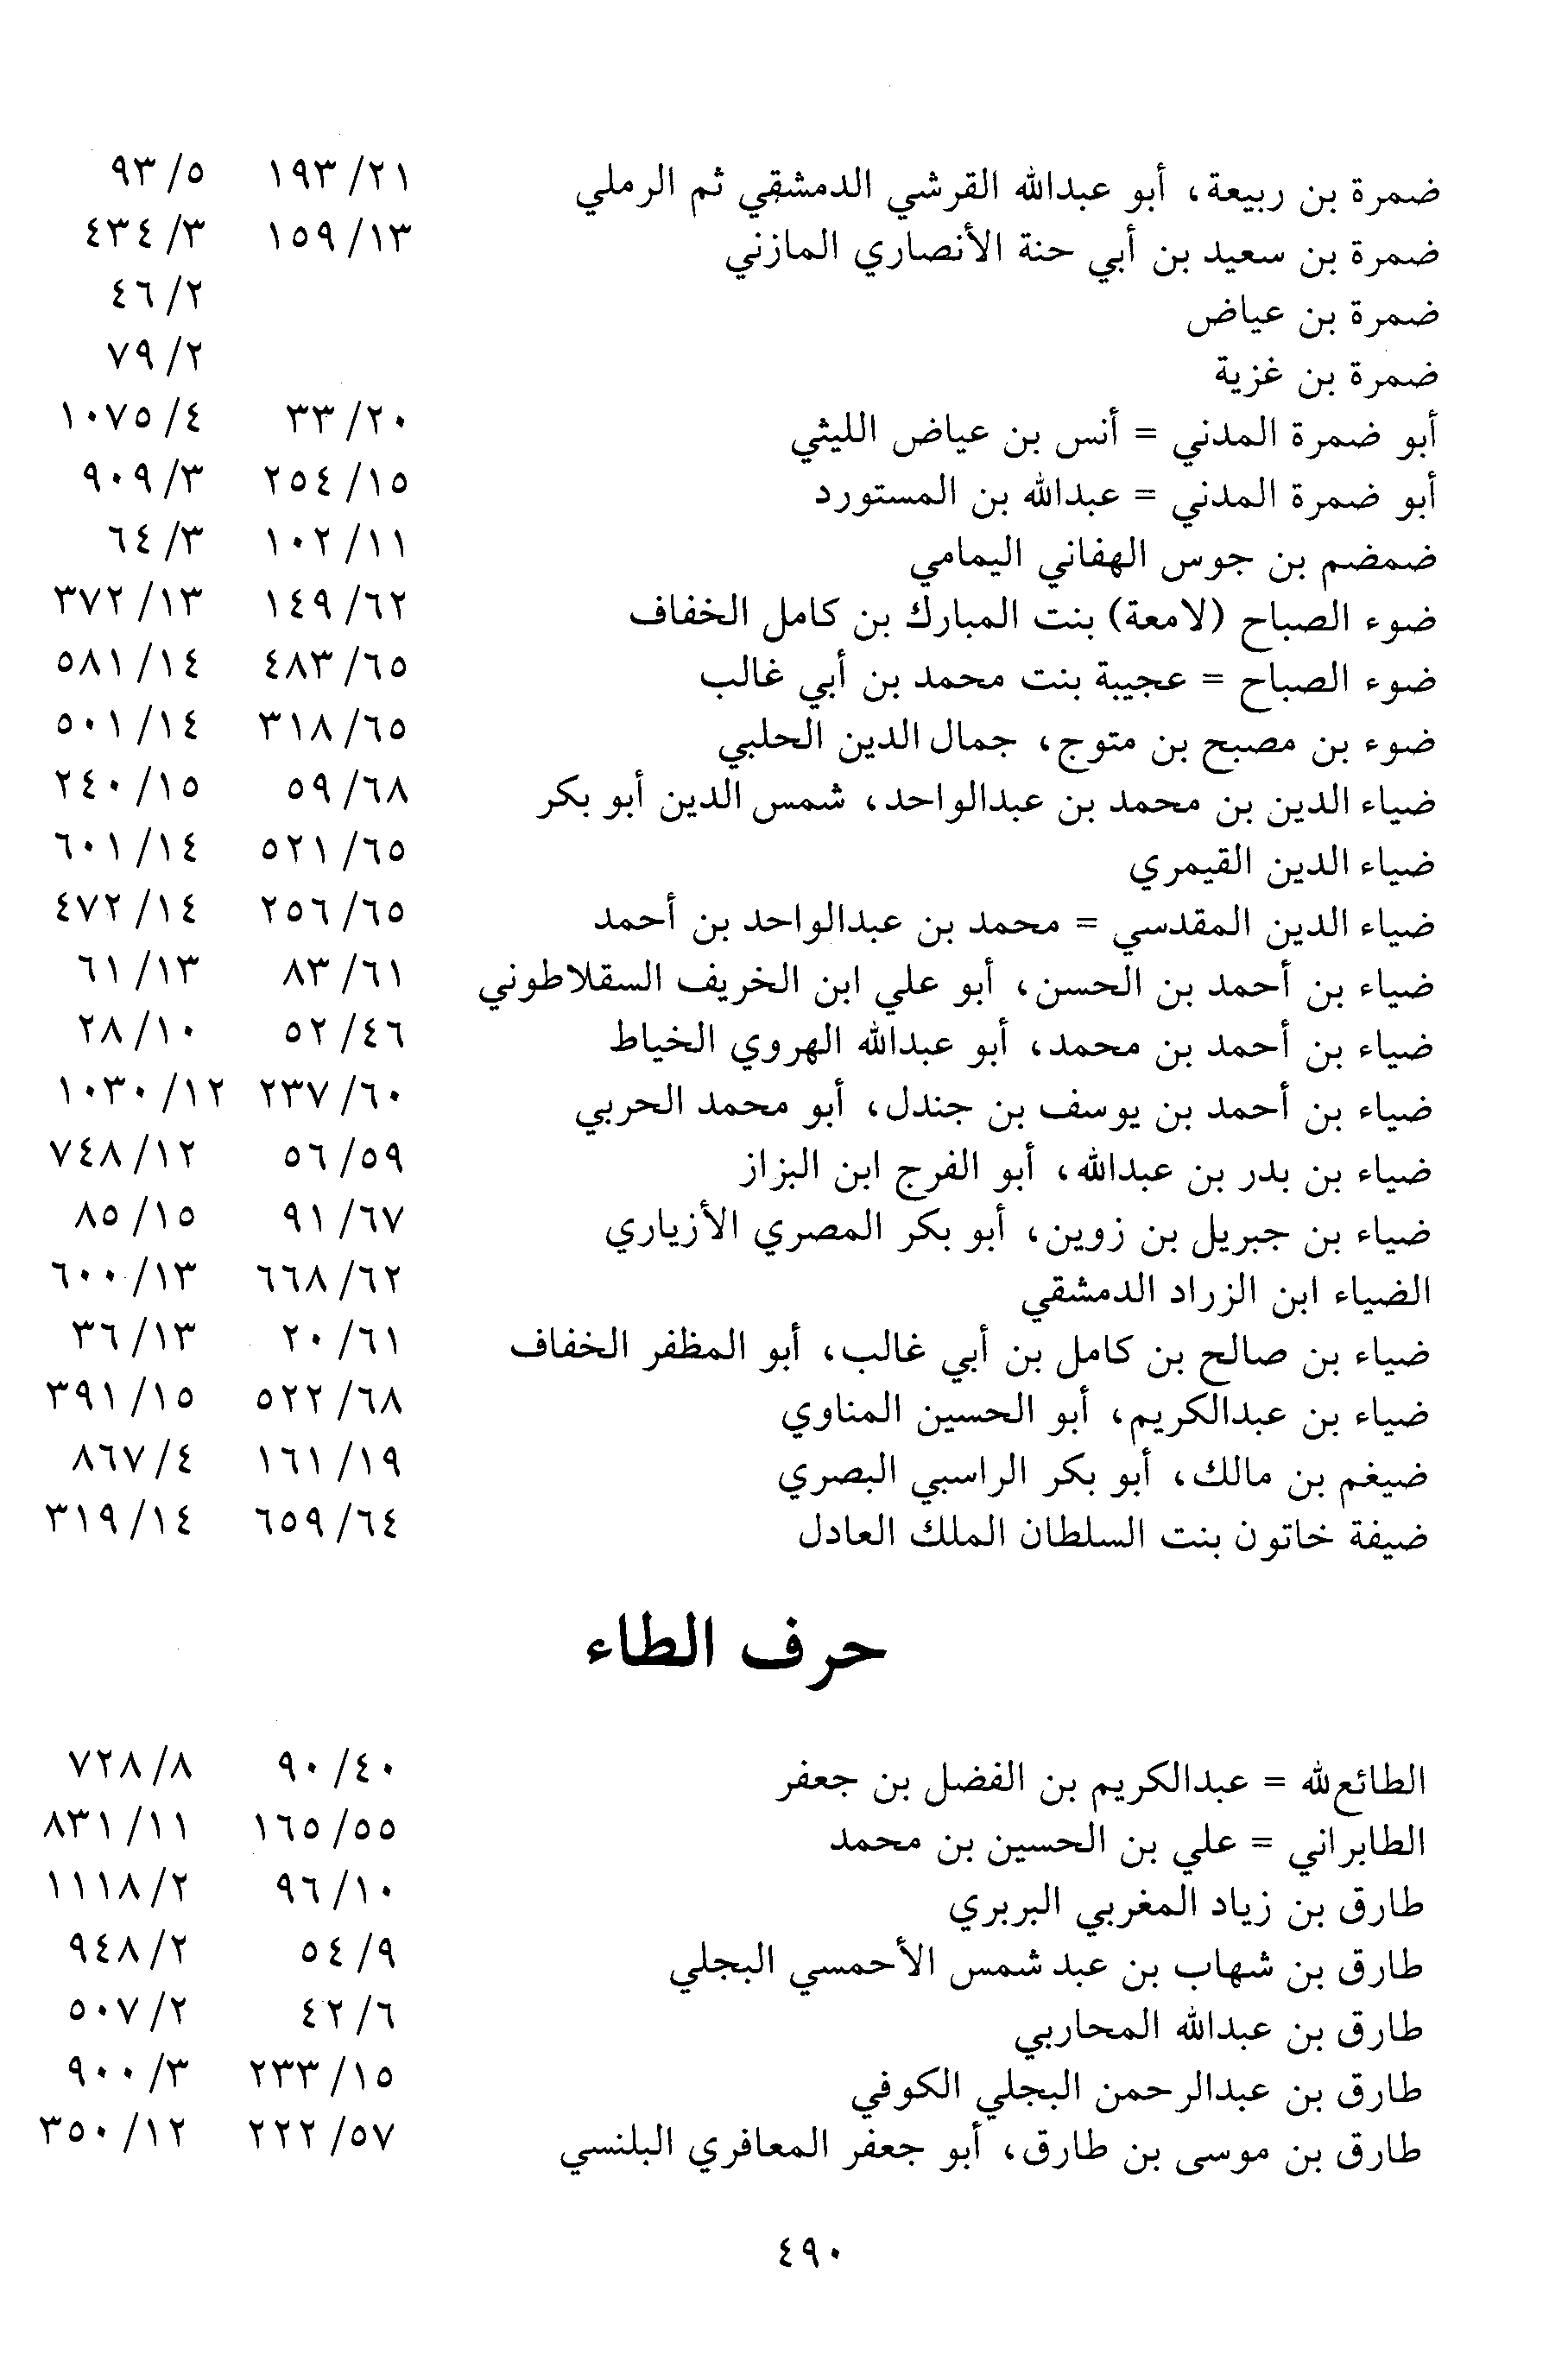 ضمرة بن ربيعة، أبو عبدالله القرشي الدمشقي ثم الرملي ٢١/ ١٩٣ ٥/ ٩٣
ضمرة بن سعيد بن أبي حنة الأنصاري المازني ١٣/ ١٥٩ ٣/ ٤٣٤
ضمرة بن عياض ٢/ ٤٦
ضمرة بن غزية ٢/ ٧٩
أبو ضمرة المدني = أنس بن عياض الليثي ٢٠/ ٣٣ ٤/ ١٠٧٥
أبو ضمرة المدني = عبدالله بن المستورد ١٥/ ٢٥٤ ٣/ ٩٠٩
ضمضم بن جوس الهفاني اليمامي ١١/ ١٠٢ ٣/ ٦٤
ضوء الصباح (لامعة) بنت المبارك بن كامل الخفاف ٦٢/ ١٤٩ ١٣/ ٣٧٢
ضوء الصباح = عجيبة بنت محمد بن أبي غالب ٦٥/ ٤٨٣ ١٤/ ٥٨١
ضوء بن مصبح بن متوج، جمال الدين الحلبي ٦٥/ ٣١٨ ١٤/ ٥٠١
ضياء الدين بن محمد بن عبدالواحد، شمس الدين أبو بكر ٦٨/ ٥٩ ١٥/ ٢٤٠
ضياء الدين القيمري ٦٥/ ٥٢١ ١٤/ ٦٠١
ضياء الدين المقدسي = محمد بن عبدالواحد بن أحمد ٦٥/ ٢٥٦ ١٤/ ٤٧٢
ضياء بن أحمد بن الحسن، أبو علي ابن الخريف السقلاطوني ٦١/ ٨٣ ١٣/ ٦١
ضياء بن أحمد بن محمد، أبو عبدالله الهروي الخياط ٤٦/ ٥٢ ١٠/ ٢٨
ضياء بن أحمد بن يوسف بن جندل، أبو محمد الحربي ٦٠/ ٢٣٧ ١٢/ ١٠٣٠
ضياء بن بدر بن عبدالله، أبو الفرج ابن البزاز ٥٩/ ٥٦ ١٢/ ٧٤٨
ضياء بن جبريل بن زوين، أبو بكر المصري الأزياري ٦٧/ ٩١ ١٥/ ٨٥
الضياء ابن الزراد الدمشقي ٦٢/ ٦٦٨ ١٣/ ٦٠٠
ضياء بن صالح بن كامل بن أبي غالب، أبو المظفر الخفاف ٦١/ ٢٠ ١٣/ ٣٦
ضياء بن عبدالكريم، أبو الحسين المناوي ٦٨/ ٥٢٢ ١٥/ ٣٩١
ضيغم بن مالك، أبو بكر الراسبي البصري ١٩/ ١٦١ ٤/ ٨٦٧
ضيفة خاتون بنت السلطان الملك العادل ٦٤/ ٦٥٩ ١٤/ ٣١٩
حرف الطاء
الطائع لله = عبدالكريم بن الفضل بن جعفر ٤٠/ ٩٠ ٨/ ٧٢٨
الطابراني = علي بن الحسين بن محمد ٥٥/ ١٦٥ ١١/ ٨٣١
طارق بن زياد المغربي البربري ١٠/ ٩٦ ٢/ ١١١٨
طارق بن شهاب بن عبد شمس الأحمسي البجلي ٩/ ٥٤ ٢/ ٩٤٨
طارق بن عبدالله المحاربي ٦/ ٤٢ ٢/ ٥٠٧
طارق بن عبدالرحمن البجلي الكوفي ١٥/ ٢٣٣ ٣/ ٩٠٠
طارق بن موسى بن طارق، أبو جعفر المعافري البلنسي ٥٧/ ٢٢٢ ١٢/ ٣٥٠
٤٩٠